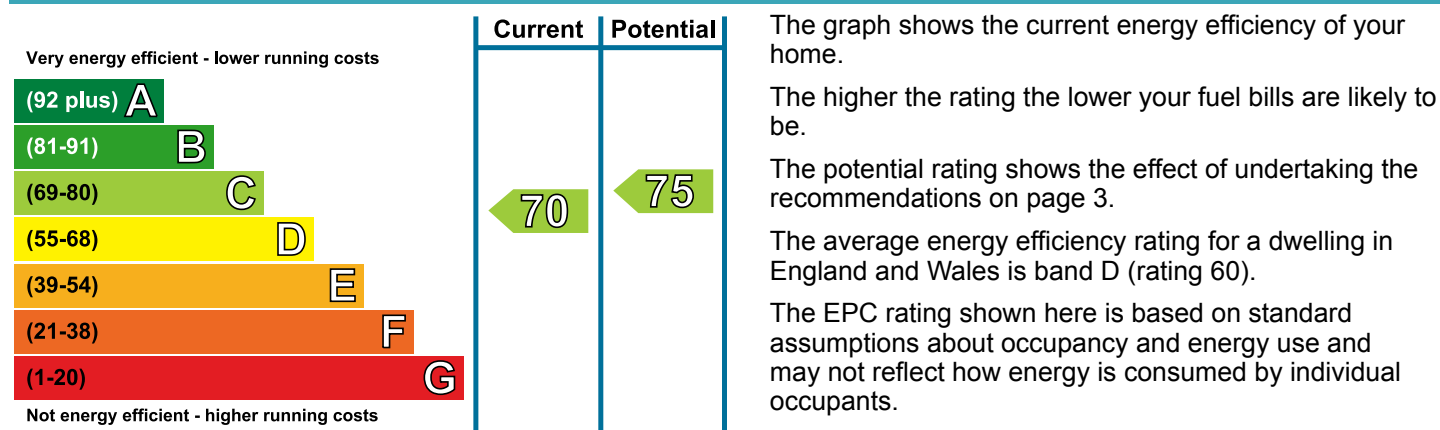 Current Potential
Very energy efficient - lower running costs
(92 plus) A
(81-91) B
(69-80) C
(55-68) D
(39-54) E
(21-38) F
(1-20) G
Not energy efficient - higher running costs
70
75
The graph shows the current energy efficiency of your
home.
The higher the rating the lower your fuel bills are likely to
be.
The potential rating shows the effect of undertaking the
recommendations on page 3.
The average energy efficiency rating for a dwelling in
England and Wales is band D (rating 60).
The EPC rating shown here is based on standard
assumptions about occupancy and energy use and
may not reflect how energy is consumed by individual
occupants.